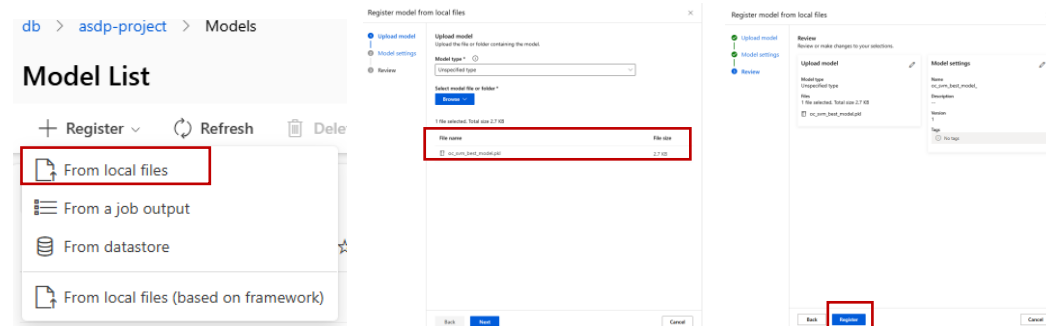 db > asdp-project > Models
Model List
Register
Refresh
Dele
From local files
From a job output
From datastore
From local files (based on framework)
Register model from local files
Upload model
Model settings
Review
Upload model
Upload the file or folder containing the model.
Model type *
Unspecified type
Select model file or folder *
Browse
1 file selected. Total size 2.7 KB
File name
File size
oc_svm_best_model.pkl
2.7 KB
Back
Next
Cancel
Register model from local files
Upload model
Model settings
Review
Review
Review or make changes to your selections.
Upload model
Model type
Unspecified type
Files
1 file selected. Total size 2.7 KB
oc_svm_best_model.pkl
Model settings
Name
oc_svm_best_model_
Description
--
Version
1
Tags
No tags
Back
Register
Cancel